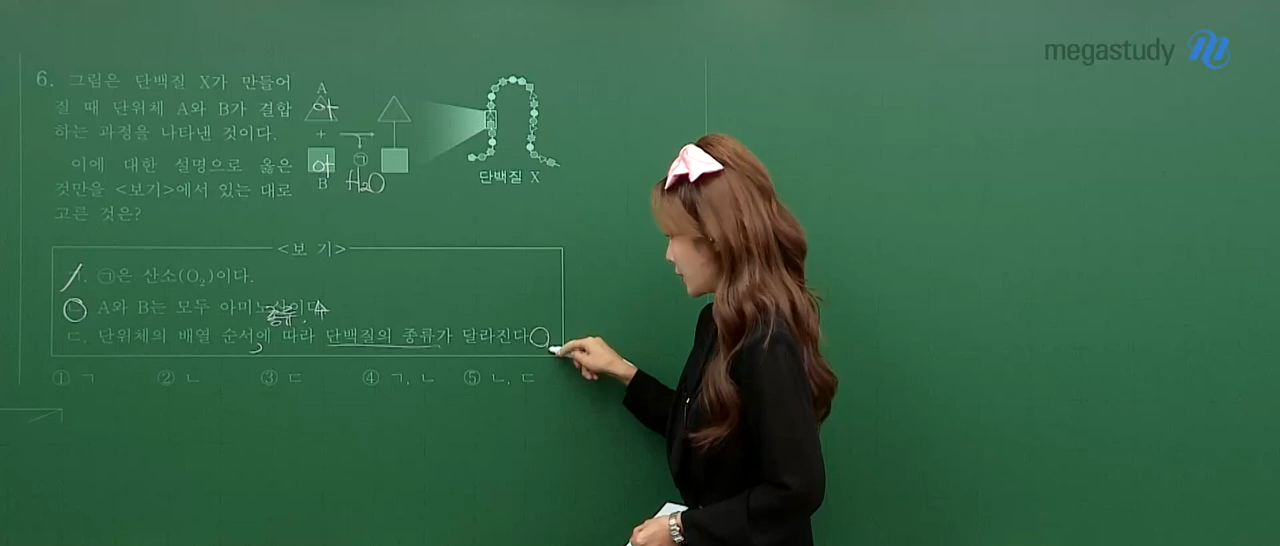 megastudy
6. 그림은 단백질 X가 만들어
질 때 단위체 A와 B가 결합
하는 과정을 나타낸 것이다.
이에 대한 설명으로 옳은
것만을 <보기>에서 있는 대로
고른 것은?
A
아
+
㉠
아
B
H₂O
단백질 X
<보 기>
ㄱ. ㉠은 산소(O₂)이다.
ㄴ. A와 B는 모두 아미노산이다.
종류, 수
ㄷ. 단위체의 배열 순서에 따라 단백질의 종류가 달라진다.
① ㄱ ② ㄴ ③ ㄷ ④ ㄱ, ㄴ ⑤ ㄴ, ㄷ